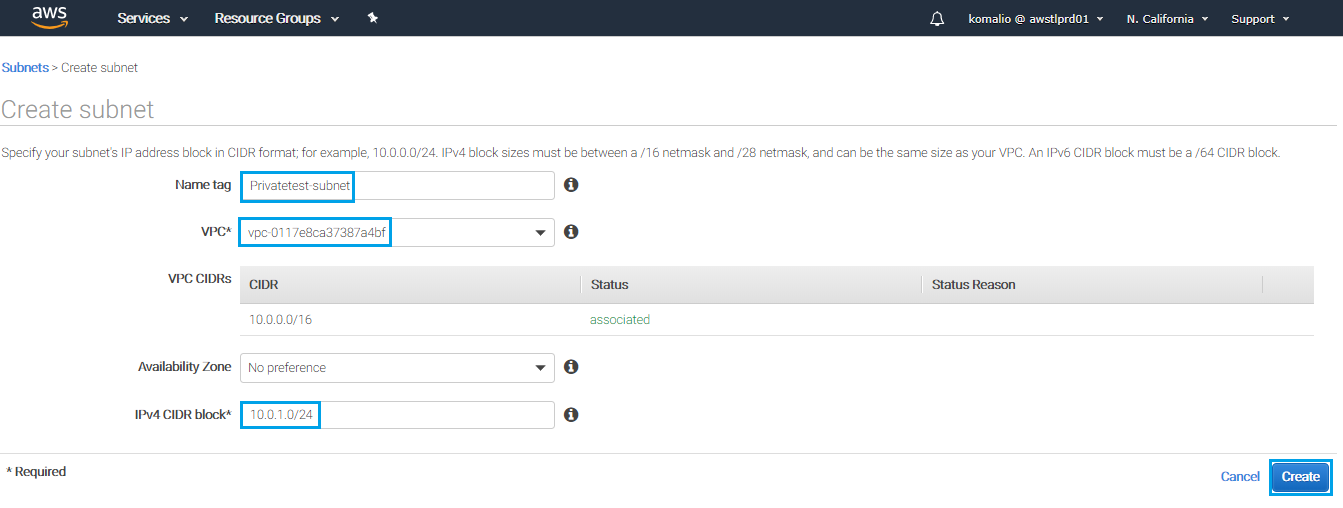 aws Services Resource Groups komalio @ awstlprd01 N. California Support
Subnets > Create subnet
Create subnet
Specify your subnet's IP address block in CIDR format; for example, 10.0.0.0/24. IPv4 block sizes must be between a /16 netmask and /28 netmask, and can be the same size as your VPC. An IPv6 CIDR block must be a /64 CIDR block.
Name tag Privatetest-subnet
VPC* vpc-0117e8ca37387a4bf
VPC CIDRs CIDR Status Status Reason
10.0.0.0/16 associated
Availability Zone No preference
IPv4 CIDR block* 10.0.1.0/24
* Required
Cancel Create